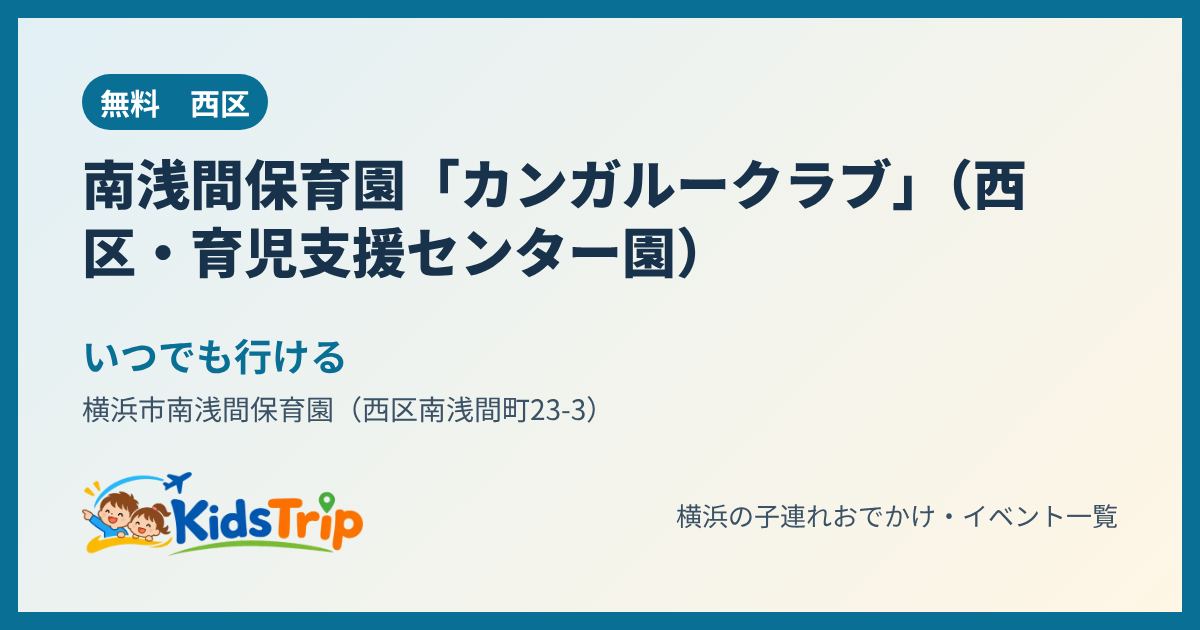 無料　西区
南浅間保育園「カンガルークラブ」（西
区・育児支援センター園）
いつでも行ける
横浜市南浅間保育園（西区南浅間町23-3）
KidsTrip
横浜の子連れおでかけ・イベント一覧